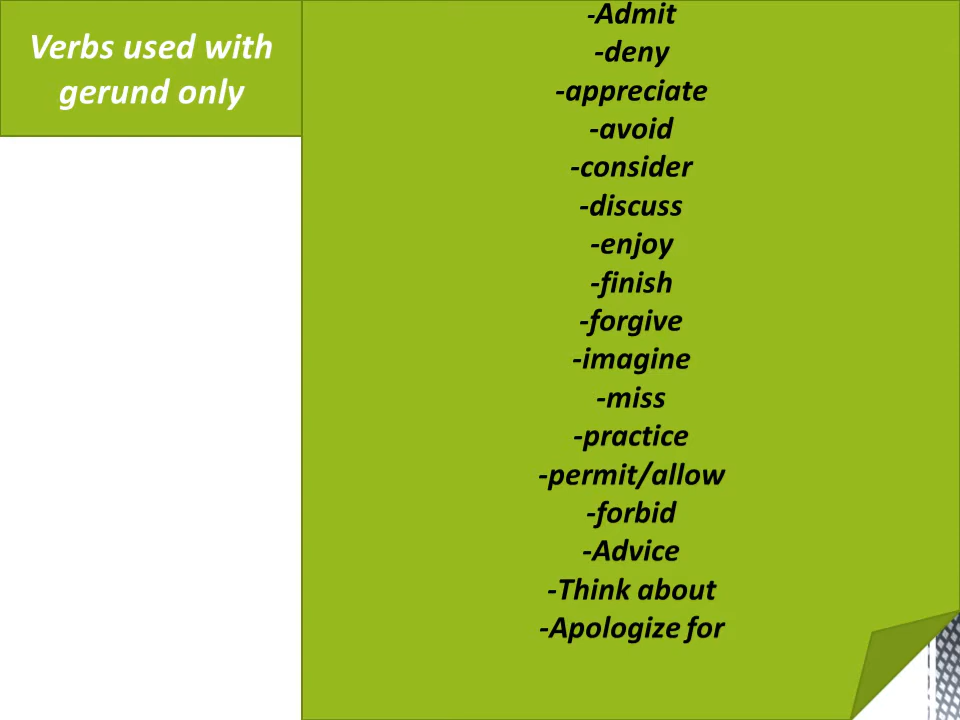 Verbs used with
gerund only
-Admit
-deny
-appreciate
-avoid
-consider
-discuss
-enjoy
-finish
-forgive
-imagine
-miss
-practice
-permit/allow
-forbid
-Advice
-Think about
-Apologize for